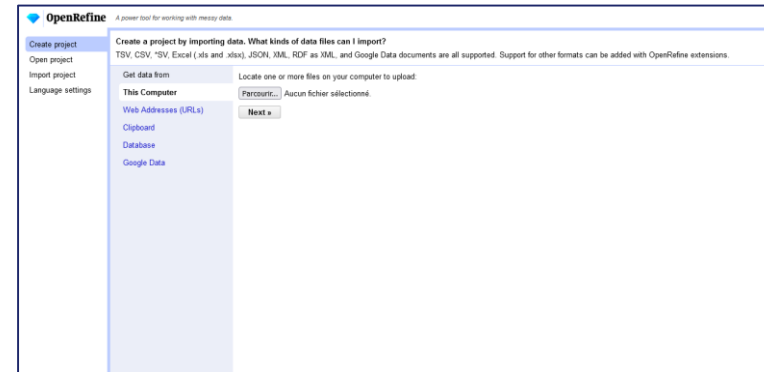 OpenRefine A power tool for working with messy data.
Create project
Open project
Import project
Language settings
Create a project by importing data. What kinds of data files can I import?
TSV, CSV, *SV, Excel (.xls and .xlsx), JSON, XML, RDF as XML, and Google Data documents are all supported. Support for other formats can be added with OpenRefine extensions.
Get data from
This Computer
Web Addresses (URLs)
Clipboard
Database
Google Data
Locate one or more files on your computer to upload:
Parcourir... Aucun fichier sélectionné.
Next »